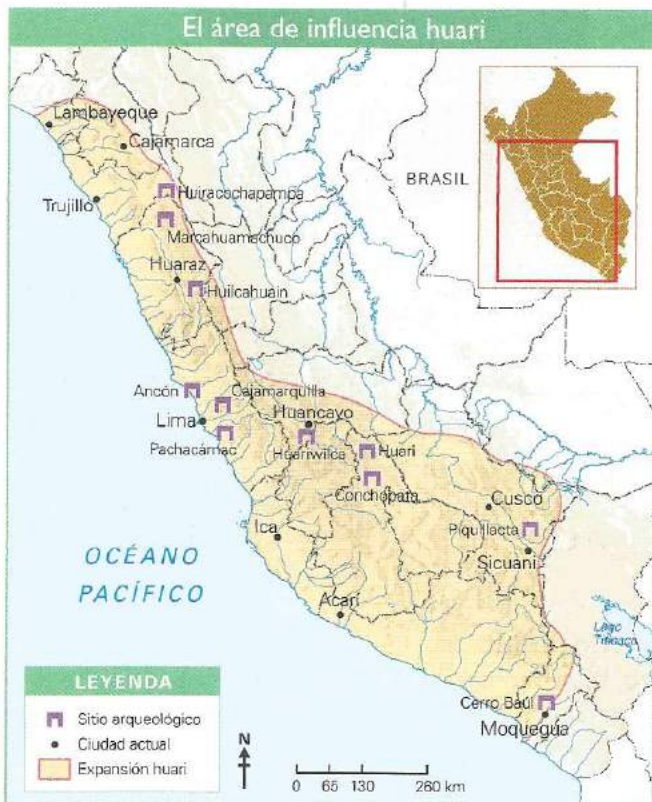 El área de influencia huari
Lambayeque
Cajamarca
BRASIL
Huiracochapampa
Trujillo
Marcahuamachuco
Huaraz
Huilcahuain
Ancón
Cajamarquilla
Lima
Huancayo
Pachacámac
Huariwilca
Huari
Conchopata
Cusco
Piquillacta
Ica
Sicuani
OCÉANO
PACÍFICO
Acarí
Lago
Titicaca
LEYENDA
Sitio arqueológico
Ciudad actual
Expansión huari
Cerro Baúl
Moquegua
N
0 65 130 260 km